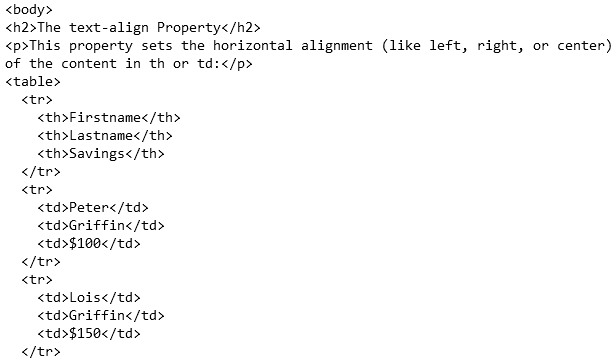 <body>
<h2>The text-align Property</h2>
<p>This property sets the horizontal alignment (like left, right, or center)
of the content in th or td:</p>
<table>
  <tr>
    <th>Firstname</th>
    <th>Lastname</th>
    <th>Savings</th>
  </tr>
  <tr>
    <td>Peter</td>
    <td>Griffin</td>
    <td>$100</td>
  </tr>
  <tr>
    <td>Lois</td>
    <td>Griffin</td>
    <td>$150</td>
  </tr>